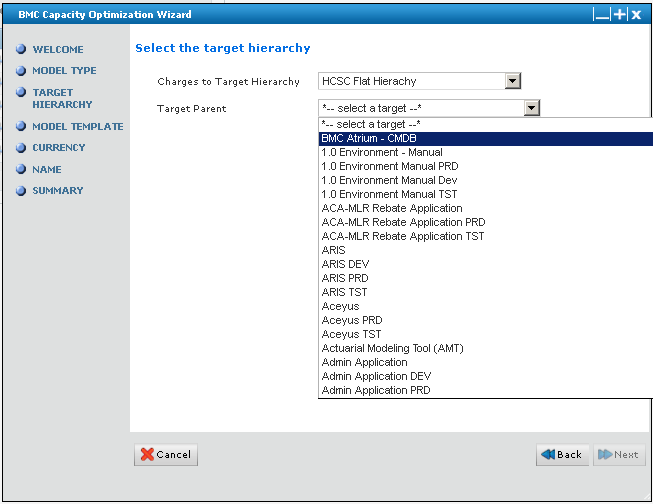 BMC Capacity Optimization Wizard
WELCOME
MODEL TYPE
TARGET
HIERARCHY
MODEL TEMPLATE
CURRENCY
NAME
SUMMARY
Select the target hierarchy
Charges to Target Hierarchy
HCSC Flat Hierachy
Target Parent
*-- select a target --*
*-- select a target --*
BMC Atrium - CMDB
1.0 Environment - Manual
1.0 Environment Manual PRD
1.0 Environment Manual Dev
1.0 Environment Manual TST
ACA-MLR Rebate Application
ACA-MLR Rebate Application PRD
ACA-MLR Rebate Application TST
ARIS
ARIS DEV
ARIS PRD
ARIS TST
Aceyus
Aceyus PRD
Aceyus TST
Actuarial Modeling Tool (AMT)
Admin Application
Admin Application DEV
Admin Application PRD
Cancel
Back
Next